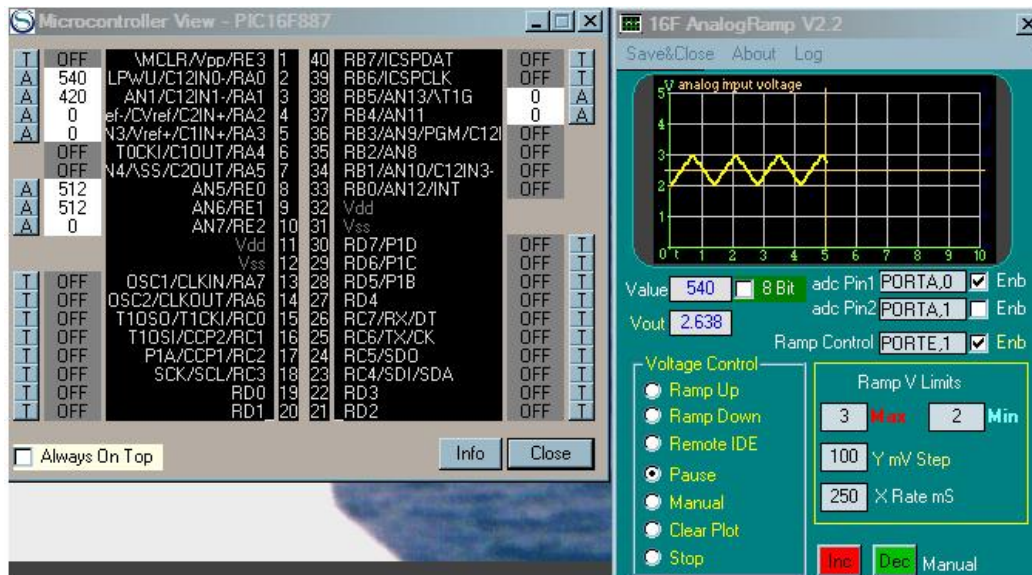 Microcontroller View - PIC16F887
T OFF \MCLR/Vpp/RE3 1 40 RB7/ICSPDAT OFF T
A 540 LPWU/C12IN0-/RA0 2 39 RB6/ICSPCLK OFF T
A 420 AN1/C12IN1-/RA1 3 38 RB5/AN13/\T1G 0 A
A 0 ef-/CVref/C2IN+/RA2 4 37 RB4/AN11 0 A
A 0 N3/Vref+/C1IN+/RA3 5 36 RB3/AN9/PGM/C12I OFF
OFF T0CKI/C1OUT/RA4 6 35 RB2/AN8 OFF
OFF N4/\SS/C2OUT/RA5 7 34 RB1/AN10/C12IN3- OFF
A 512 AN5/RE0 8 33 RB0/AN12/INT OFF
A 512 AN6/RE1 9 32 Vdd
A 0 AN7/RE2 10 31 Vss
Vdd 11 30 RD7/P1D OFF T
Vss 12 29 RD6/P1C OFF T
T OFF OSC1/CLKIN/RA7 13 28 RD5/P1B OFF T
T OFF OSC2/CLKOUT/RA6 14 27 RD4 OFF T
T OFF T1OSO/T1CKI/RC0 15 26 RC7/RX/DT OFF T
T OFF T1OSI/CCP2/RC1 16 25 RC6/TX/CK OFF T
T OFF P1A/CCP1/RC2 17 24 RC5/SDO OFF T
T OFF SCK/SCL/RC3 18 23 RC4/SDI/SDA OFF T
T OFF RD0 19 22 RD3 OFF T
T OFF RD1 20 21 RD2 OFF T
Always On Top
Info
Close
16F AnalogRamp V2.2
Save&Close About Log
V analog input voltage
5
4
3
2
1
0 t 1 2 3 4 5 6 7 8 9 10
Value 540 8 Bit adc Pin1 PORTA,0 Enb
Vout 2.638 adc Pin2 PORTA,1 Enb
Ramp Control PORTE,1 Enb
Voltage Control
Ramp Up
Ramp Down
Remote IDE
Pause
Manual
Clear Plot
Stop
Ramp V Limits
3 Max 2 Min
100 Y mV Step
250 X Rate mS
Inc Dec Manual